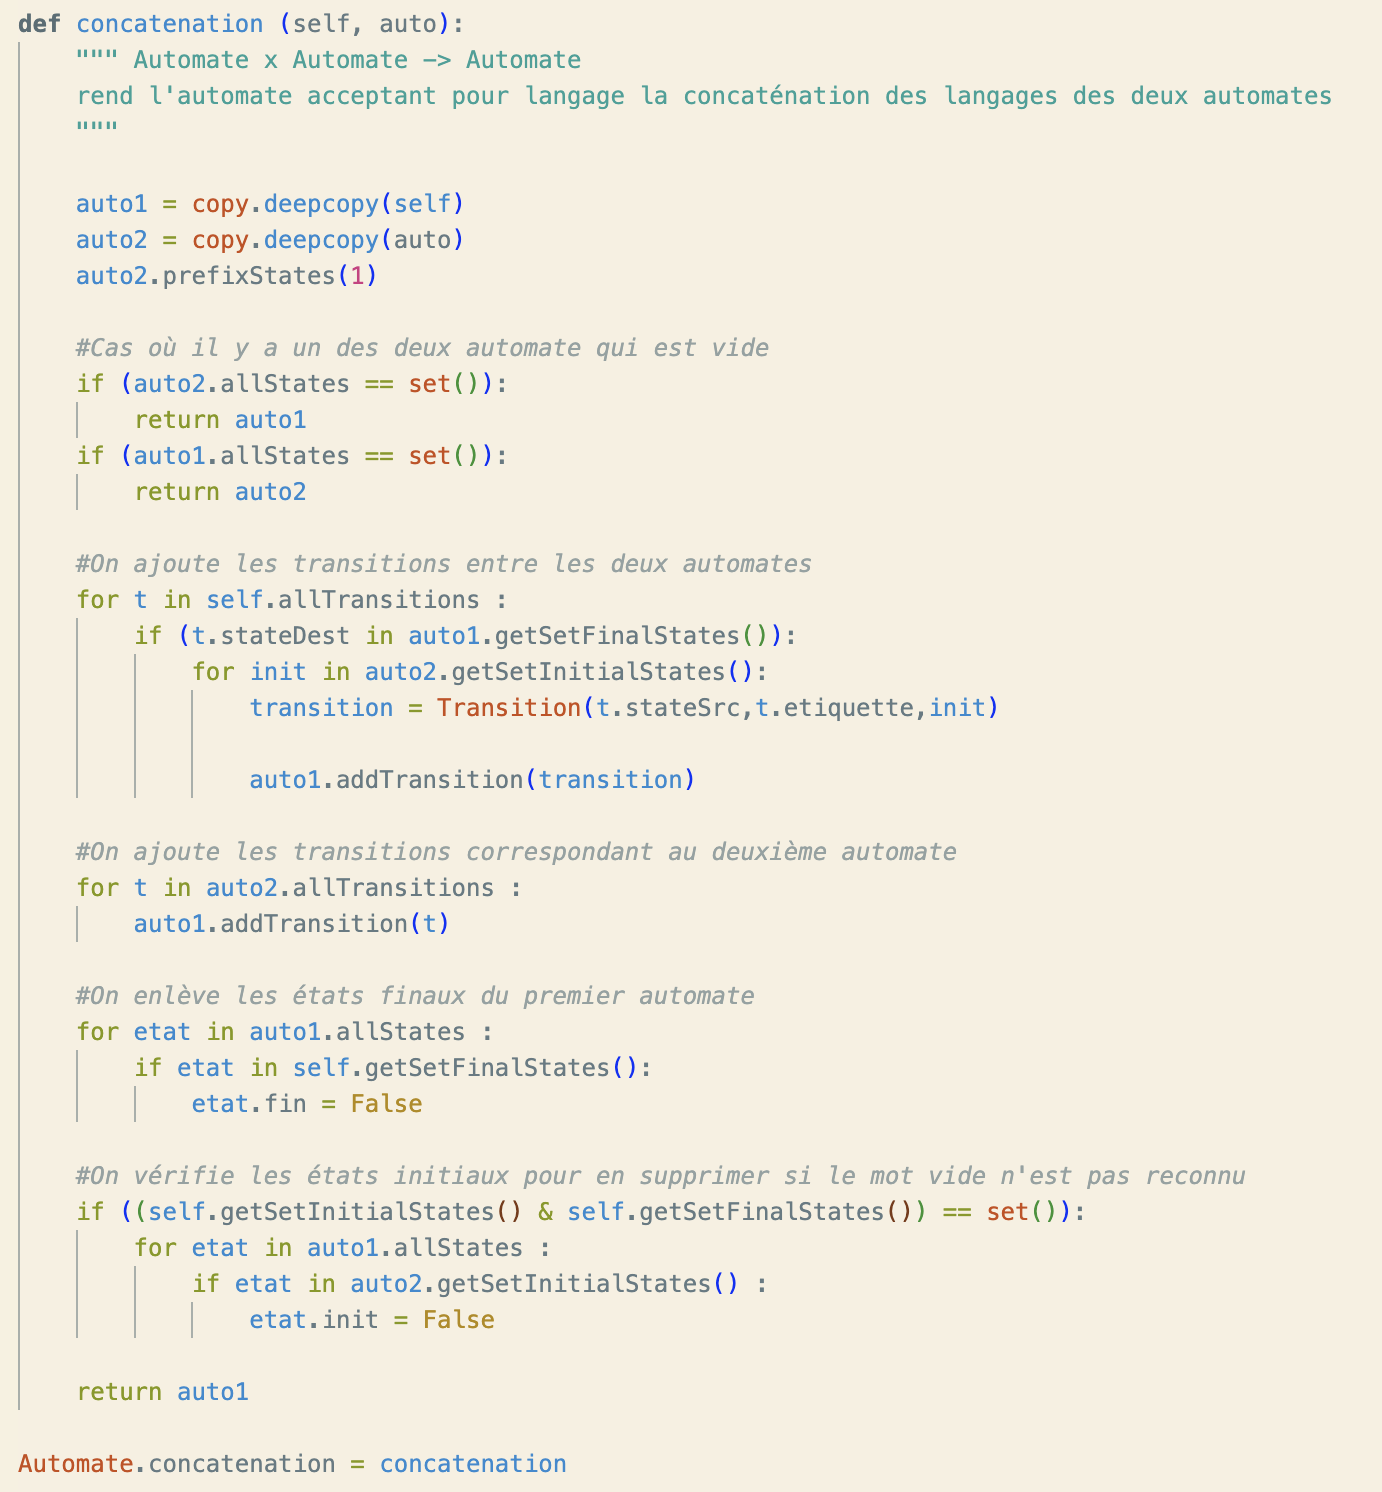 def concatenation (self, auto):
    """ Automate x Automate -> Automate
    rend l'automate acceptant pour langage la concaténation des langages des deux automates
    """

    auto1 = copy.deepcopy(self)
    auto2 = copy.deepcopy(auto)
    auto2.prefixStates(1)

    #Cas où il y a un des deux automate qui est vide
    if (auto2.allStates == set()):
        return auto1
    if (auto1.allStates == set()):
        return auto2

    #On ajoute les transitions entre les deux automates
    for t in self.allTransitions :
        if (t.stateDest in auto1.getSetFinalStates()):
            for init in auto2.getSetInitialStates():
                transition = Transition(t.stateSrc,t.etiquette,init)

                auto1.addTransition(transition)

    #On ajoute les transitions correspondant au deuxième automate
    for t in auto2.allTransitions :
        auto1.addTransition(t)

    #On enlève les états finaux du premier automate
    for etat in auto1.allStates :
        if etat in self.getSetFinalStates():
            etat.fin = False

    #On vérifie les états initiaux pour en supprimer si le mot vide n'est pas reconnu
    if ((self.getSetInitialStates() & self.getSetFinalStates()) == set()):
        for etat in auto1.allStates :
            if etat in auto2.getSetInitialStates() :
                etat.init = False

    return auto1

Automate.concatenation = concatenation